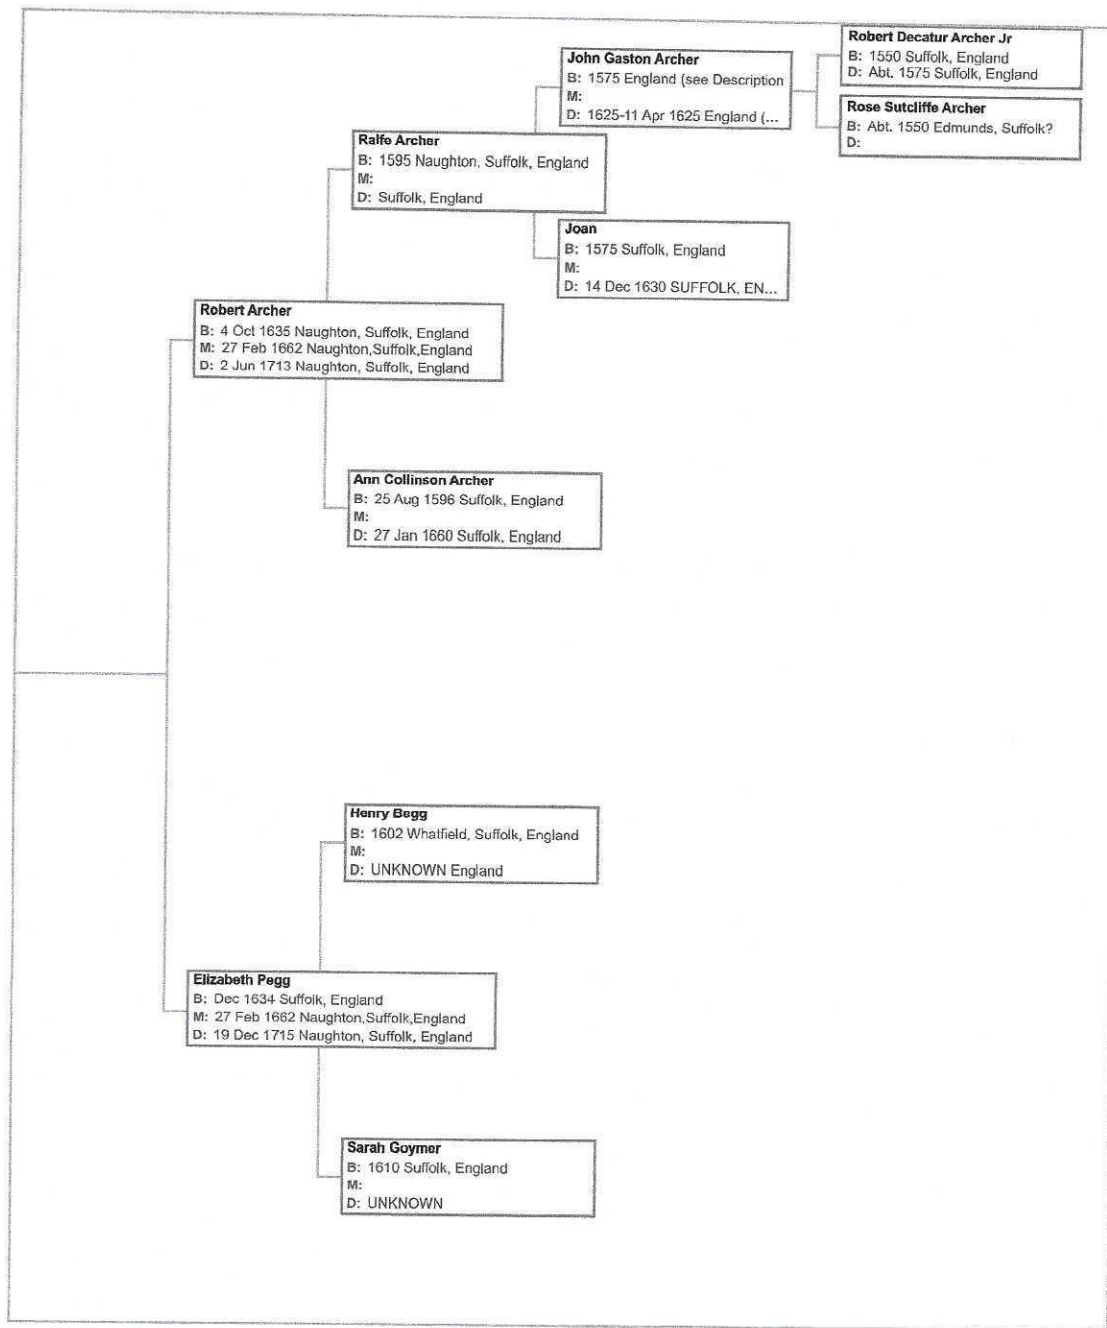 Robert Decatur Archer Jr
B: 1550 Suffolk, England
D: Abt. 1575 Suffolk, England
John Gaston Archer
B: 1575 England (see Description
M:
D: 1625-11 Apr 1625 England (...
Rose Sutcliffe Archer
B: Abt. 1550 Edmunds, Suffolk?
D:
Ralfe Archer
B: 1595 Naughton, Suffolk, England
M:
D: Suffolk, England
Joan
B: 1575 Suffolk, England
M:
D: 14 Dec 1630 SUFFOLK, EN...
Robert Archer
B: 4 Oct 1635 Naughton, Suffolk, England
M: 27 Feb 1662 Naughton,Suffolk,England
D: 2 Jun 1713 Naughton, Suffolk, England
Ann Collinson Archer
B: 25 Aug 1596 Suffolk, England
M:
D: 27 Jan 1660 Suffolk, England
Henry Begg
B: 1602 Whatfield, Suffolk, England
M:
D: UNKNOWN England
Elizabeth Pegg
B: Dec 1634 Suffolk, England
M: 27 Feb 1662 Naughton,Suffolk,England
D: 19 Dec 1715 Naughton, Suffolk, England
Sarah Goymer
B: 1610 Suffolk, England
M:
D: UNKNOWN